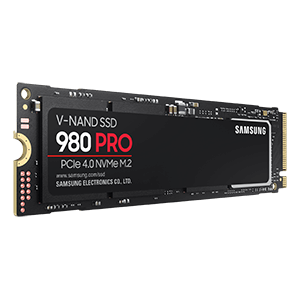 V-NAND SSD
980 PRO
PCIe 4.0 NVMe M.2
www.samsung.com/ssd
SAMSUNG ELECTRONICS CO., LTD.
SAMSUNG